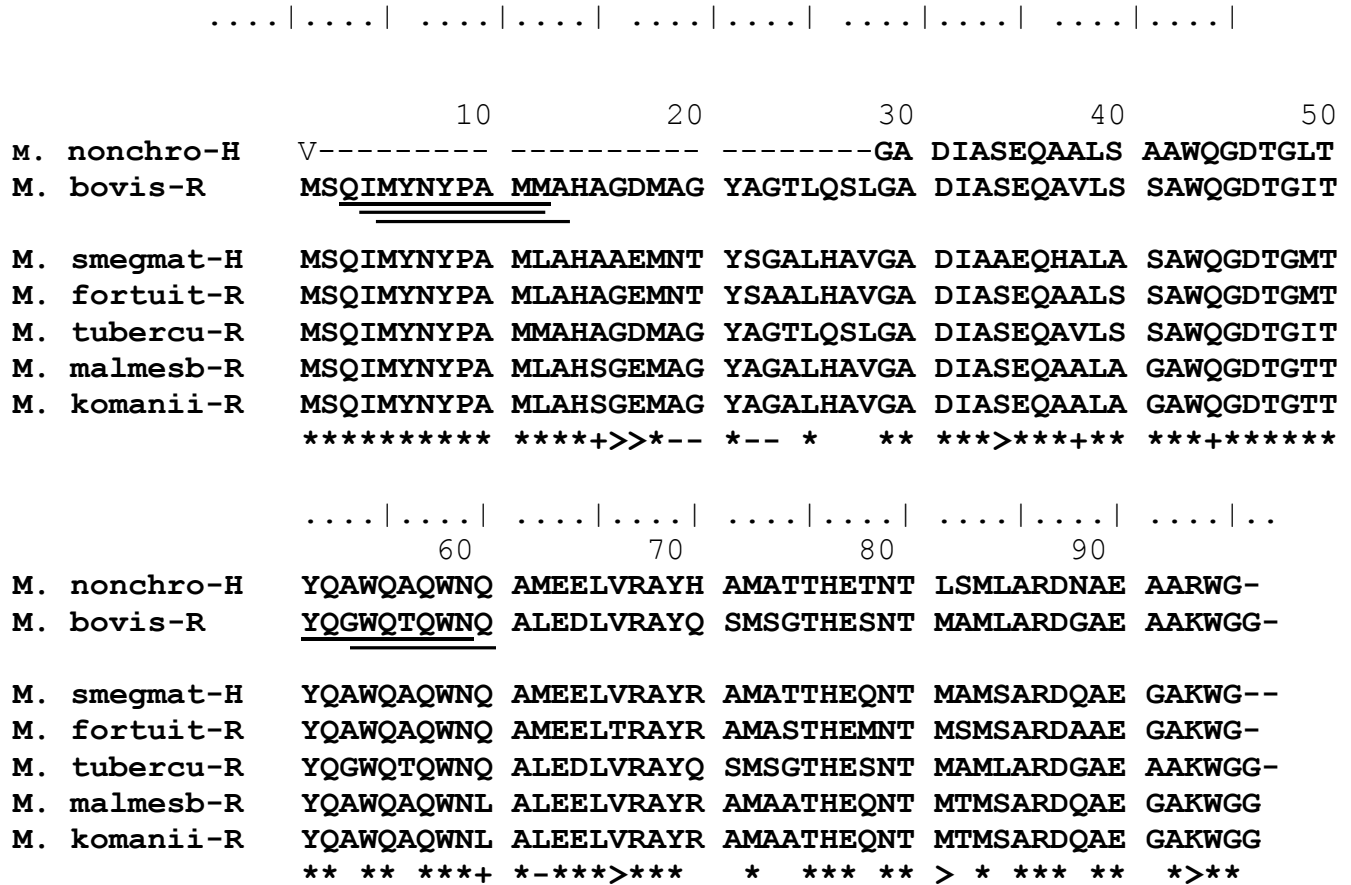 ....|....| ....|....| ....|....| ....|....| ....|....|
10 20 30 40 50
M. nonchro-H V--------- ---------- --------GA DIASEQAALS AAWQGDTGLT
M. bovis-R MSQIMYNYPA MMAHAGDMAG YAGTLQSLGA DIASEQAVLS SAWQGDTGIT
M. smegmat-H MSQIMYNYPA MLAHAAEMNT YSGALHAVGA DIAAEQHALA SAWQGDTGMT
M. fortuit-R MSQIMYNYPA MLAHAGEMNT YSAALHAVGA DIASEQAALS SAWQGDTGMT
M. tubercu-R MSQIMYNYPA MMAHAGDMAG YAGTLQSLGA DIASEQAVLS SAWQGDTGIT
M. malmesb-R MSQIMYNYPA MLAHSGEMAG YAGALHAVGA DIASEQAALA GAWQGDTGTT
M. komanii-R MSQIMYNYPA MLAHSGEMAG YAGALHAVGA DIASEQAALA GAWQGDTGTT
********** ****+>>*-- *-- * ** ***>***+** ***+******
....|....| ....|....| ....|....| ....|....| ....|..
60 70 80 90
M. nonchro-H YQAWQAQWNQ AMEELVRAYH AMATTHETNT LSMLARDNAE AARWG-
M. bovis-R YQGWQTQWNQ ALEDLVRAYQ SMSGTHESNT MAMLARDGAE AAKWGG-
M. smegmat-H YQAWQAQWNQ AMEELVRAYR AMATTHEQNT MAMSARDQAE GAKWG--
M. fortuit-R YQAWQAQWNQ AMEELTRAYR AMASTHEMNT MSMSARDAAE GAKWG-
M. tubercu-R YQGWQTQWNQ ALEDLVRAYQ SMSGTHESNT MAMLARDGAE AAKWGG-
M. malmesb-R YQAWQAQWNL ALEELVRAYR AMAATHEQNT MTMSARDQAE GAKWGG
M. komanii-R YQAWQAQWNL ALEELVRAYR AMAATHEQNT MTMSARDQAE GAKWGG
** ** ***+ *-***>*** * *** ** > * *** ** *>**